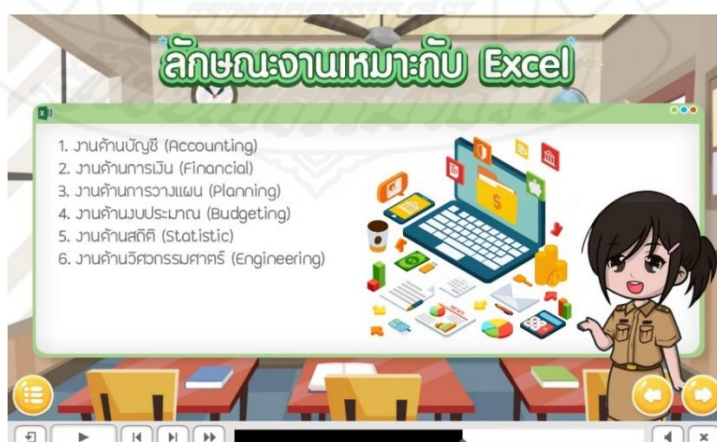 ลักษณะงานเหมาะกับ Excel
1. งานด้านบัญชี (Accounting)
2. งานด้านการเงิน (Financial)
3. งานด้านการวางแผน (Planning)
4. งานด้านงบประมาณ (Budgeting)
5. งานด้านสถิติ (Statistic)
6. งานด้านวิศวกรรมศาสตร์ (Engineering)